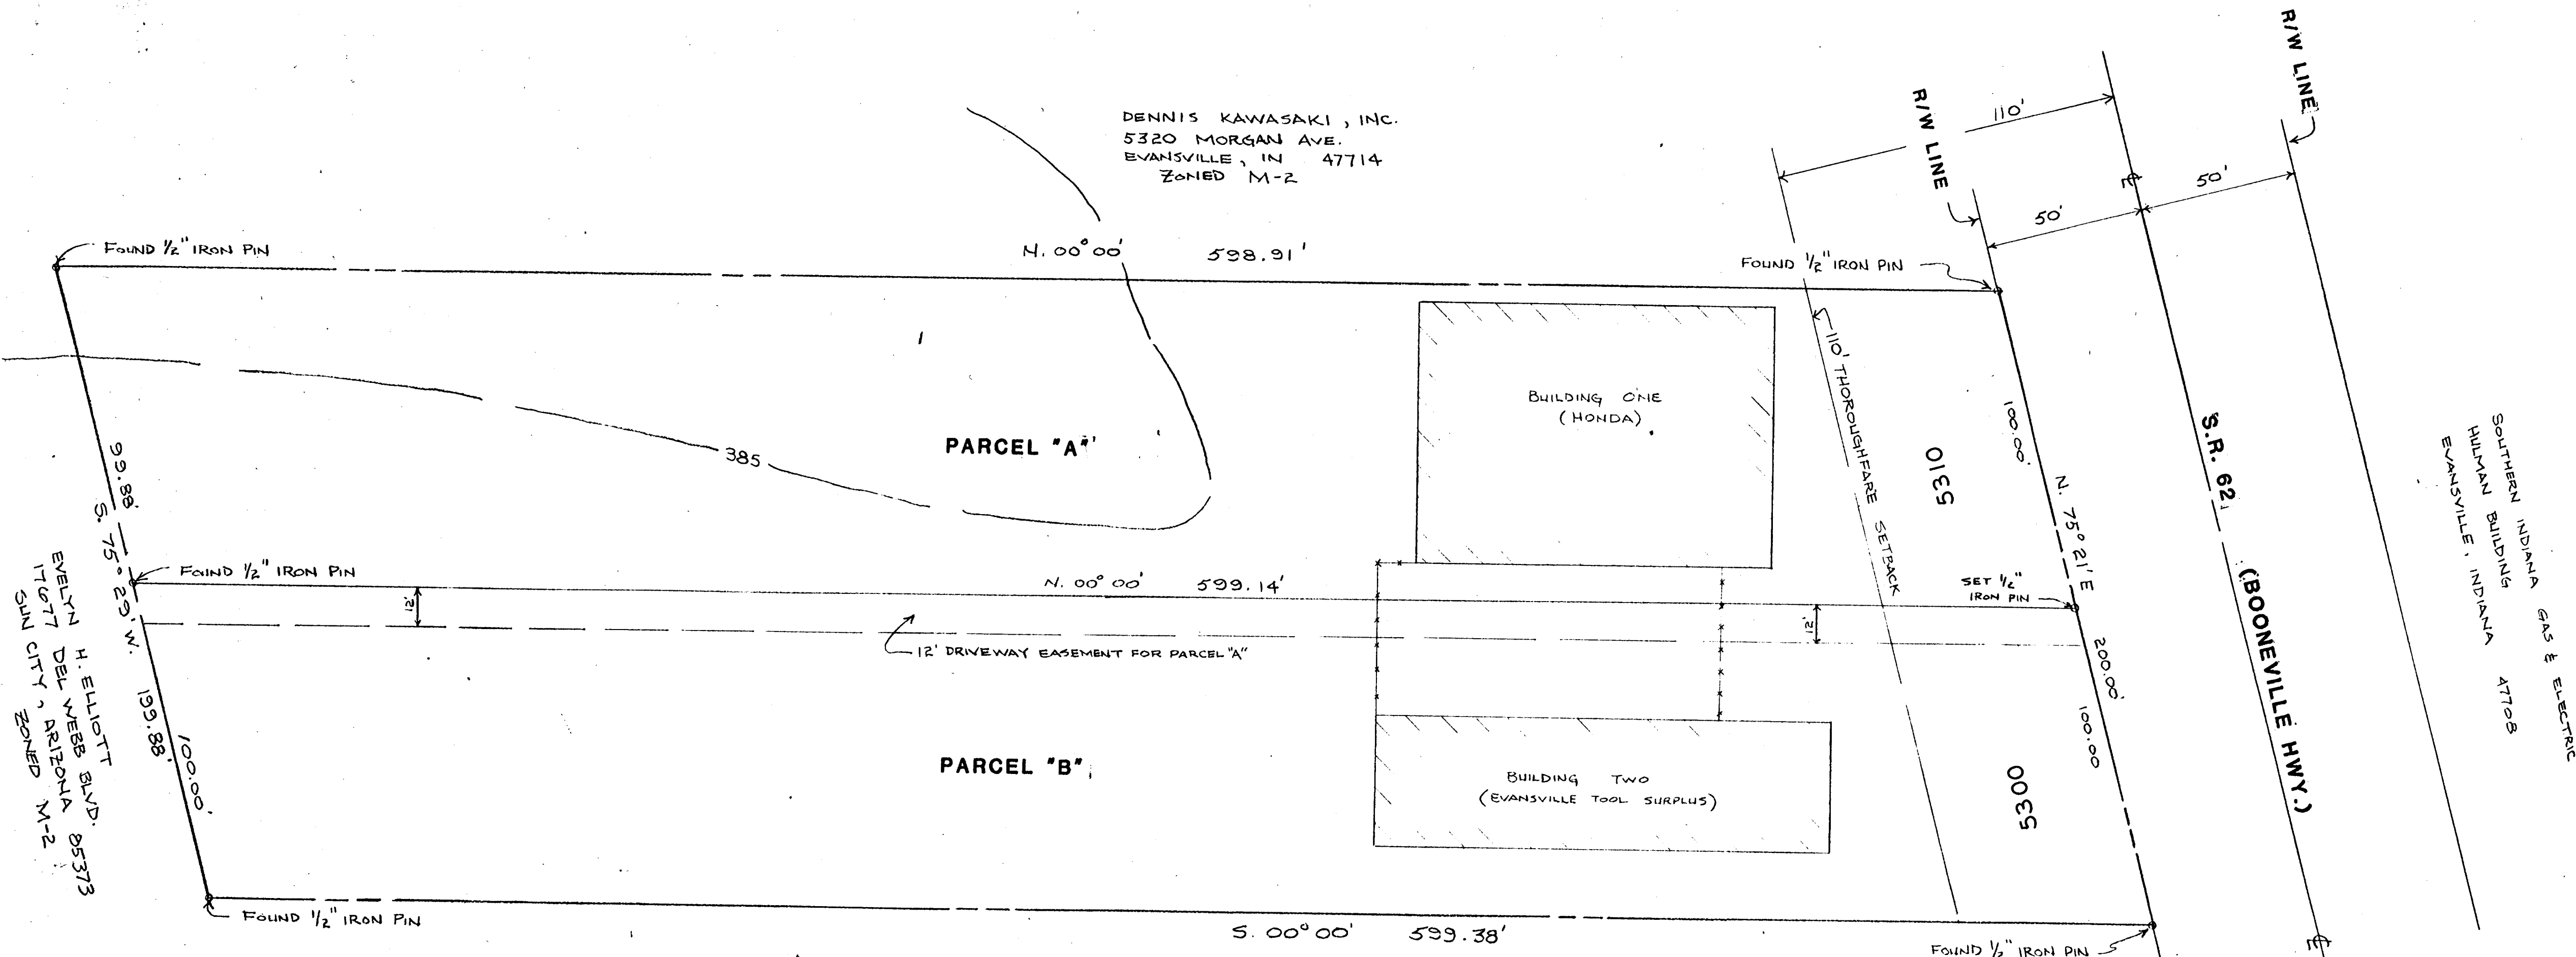 R/W LINE
R/W LINE
110'
50'
50'
DENNIS KAWASAKI, INC.
5320 MORGAN AVE.
EVANSVILLE, IN 47714
ZONED M-2
FOUND 1/2" IRON PIN
N. 00°00' 598.91'
FOUND 1/2" IRON PIN
BUILDING ONE
(HONDA)
110' THOROUGHFARE SETBACK
5310
100.00'
N. 75° 21' E
200.00'
100.00
S.R. 62
(BOONEVILLE HWY.)
SOUTHERN INDIANA GAS & ELECTRIC
HULMAN BUILDING
EVANSVILLE, INDIANA 47708
PARCEL "A"
385
99.88'
S. 75° 29' W.
199.88'
100.00'
EVELYN H. ELLIOTT
17677 DEL WEBB BLVD.
SUN CITY, ARIZONA 85373
ZONED M-2
FOUND 1/2" IRON PIN
N. 00° 00' 599.14'
SET 1/2"
IRON PIN
12'
12'
12' DRIVEWAY EASEMENT FOR PARCEL "A"
PARCEL "B"
BUILDING TWO
(EVANSVILLE TOOL SURPLUS)
5300
FOUND 1/2" IRON PIN
S. 00°00' 599.38'
FOUND 1/2" IRON PIN